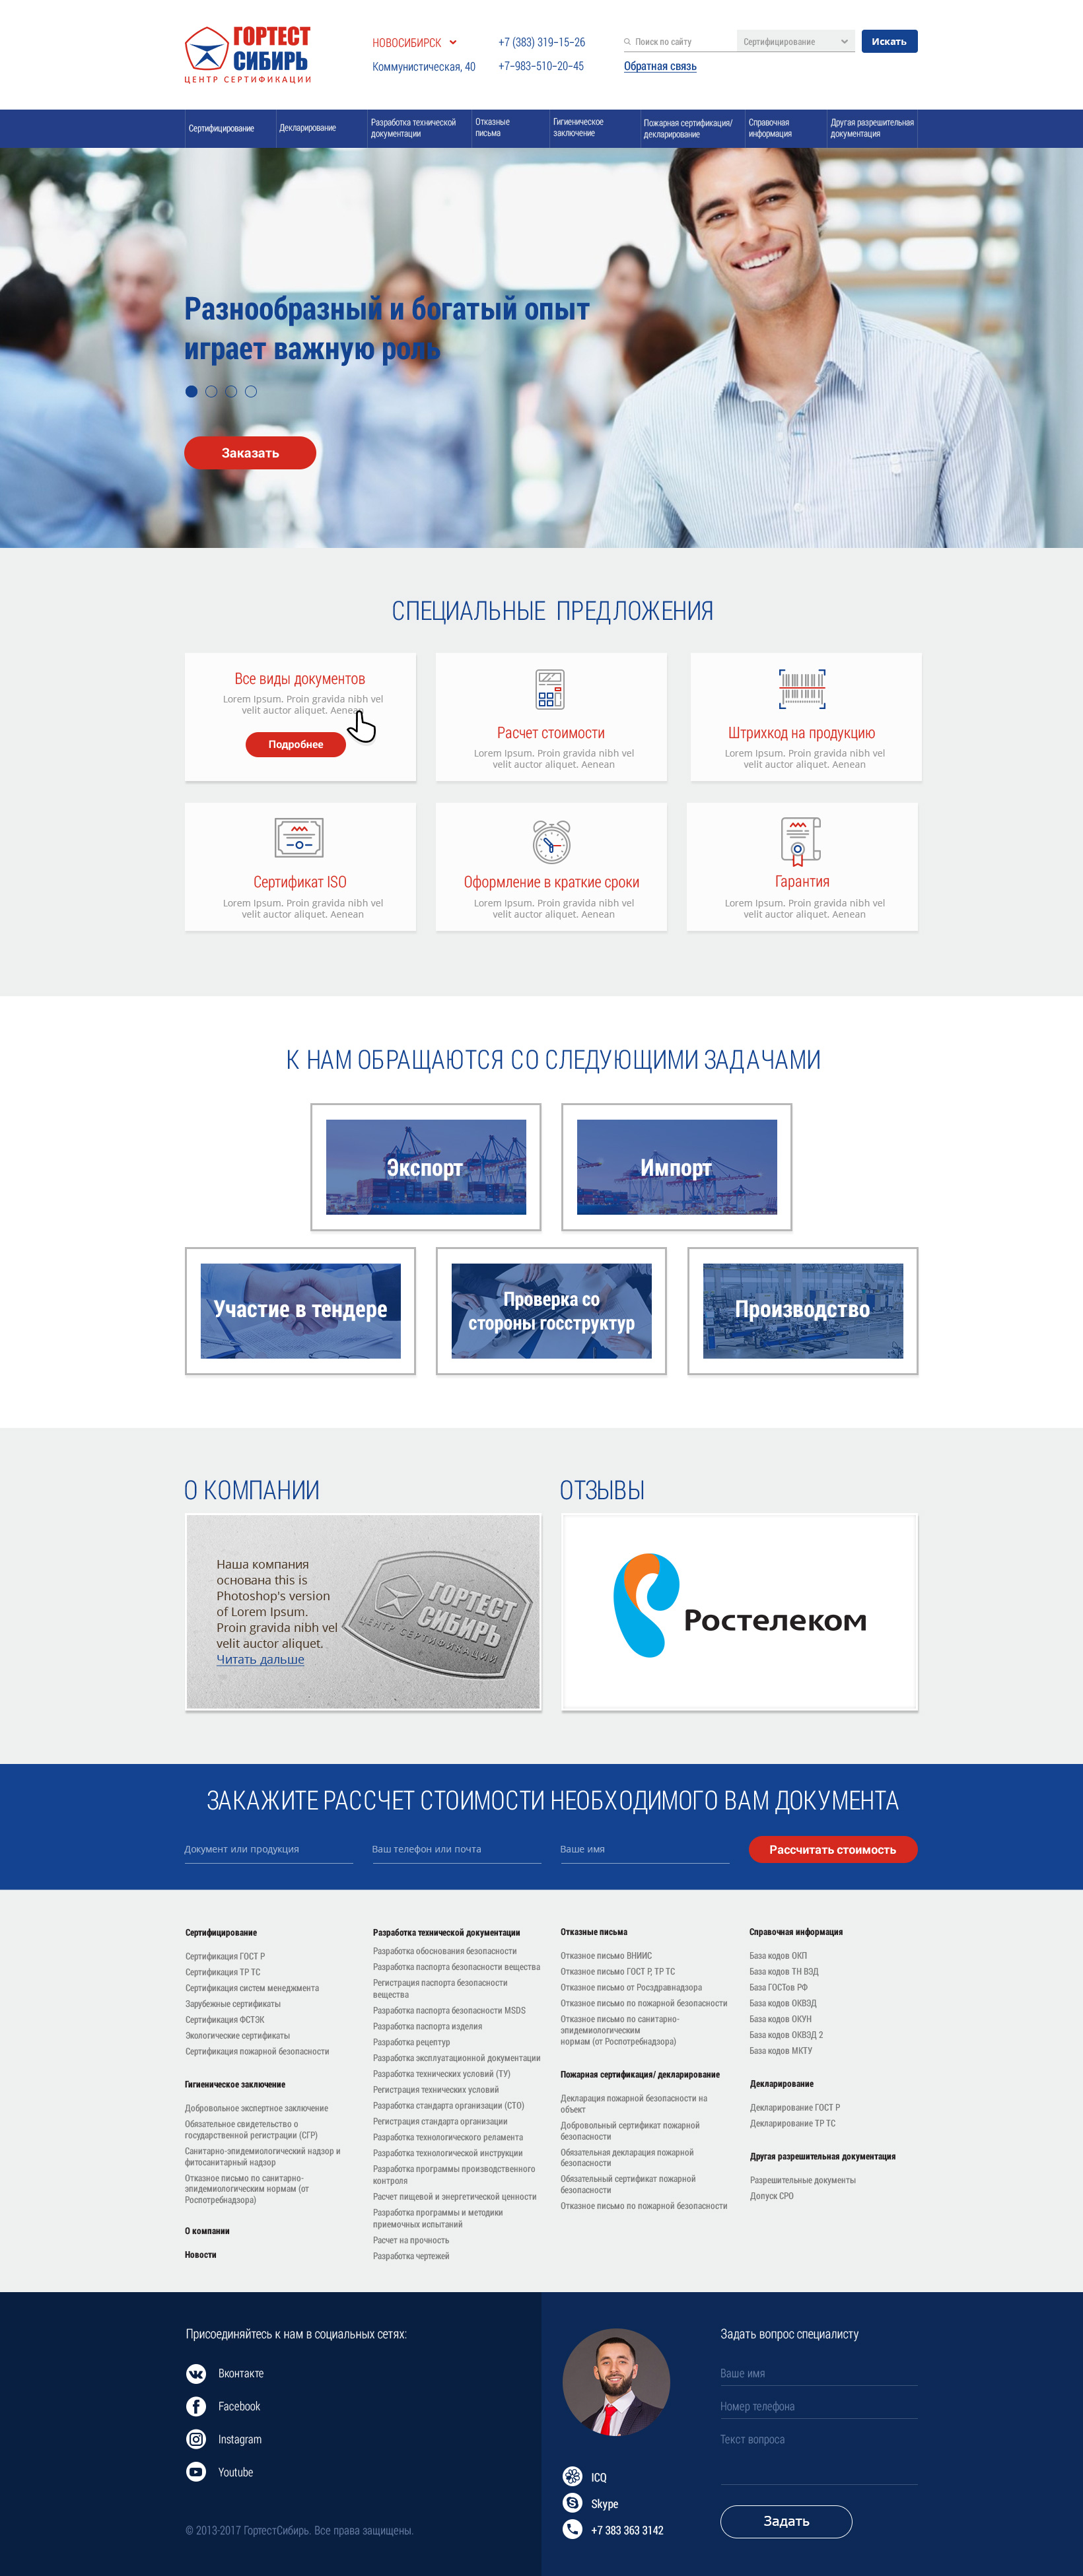 ГОРТЕСТ
СИБИРЬ
ЦЕНТР СЕРТИФИКАЦИИ
НОВОСИБИРСК
Коммунистическая, 40
+7 (383) 319-15-26
+7-983-510-20-45
Поиск по сайту
Сертифицирование
Искать
Обратная связь
Сертифицирование
Декларирование
Разработка технической
документации
Отказные
письма
Гигиеническое
заключение
Пожарная сертификация/
декларирование
Справочная
информация
Другая разрешительная
документация
Разнообразный и богатый опыт
играет важную роль
Заказать
СПЕЦИАЛЬНЫЕ ПРЕДЛОЖЕНИЯ
Все виды документов
Lorem Ipsum. Proin gravida nibh vel
velit auctor aliquet. Aenean
Подробнее
Расчет стоимости
Lorem Ipsum. Proin gravida nibh vel
velit auctor aliquet. Aenean
Штрихкод на продукцию
Lorem Ipsum. Proin gravida nibh vel
velit auctor aliquet. Aenean
Сертификат ISO
Lorem Ipsum. Proin gravida nibh vel
velit auctor aliquet. Aenean
Оформление в краткие сроки
Lorem Ipsum. Proin gravida nibh vel
velit auctor aliquet. Aenean
Гарантия
Lorem Ipsum. Proin gravida nibh vel
velit auctor aliquet. Aenean
К НАМ ОБРАЩАЮТСЯ СО СЛЕДУЮЩИМИ ЗАДАЧАМИ
Экспорт
Импорт
Участие в тендере
Проверка со
стороны госструктур
Производство
О КОМПАНИИ
Наша компания
основана this is
Photoshop's version
of Lorem Ipsum.
Proin gravida nibh vel
velit auctor aliquet.
Читать дальше
ГОРТЕСТ
СИБИРЬ
ЦЕНТР СЕРТИФИКАЦИИ
ОТЗЫВЫ
Ростелеком
ЗАКАЖИТЕ РАССЧЕТ СТОИМОСТИ НЕОБХОДИМОГО ВАМ ДОКУМЕНТА
Документ или продукция
Ваш телефон или почта
Ваше имя
Рассчитать стоимость
Сертифицирование
Сертификация ГОСТ Р
Сертификация ТР ТС
Сертификация систем менеджмента
Зарубежные сертификаты
Сертификация ФСТЭК
Экологические сертификаты
Сертификация пожарной безопасности
Гигиеническое заключение
Добровольное экспертное заключение
Обязательное свидетельство о
государственной регистрации (СГР)
Санитарно-эпидемиологический надзор и
фитосанитарный надзор
Отказное письмо по санитарно-
эпидемиологическим нормам (от
Роспотребнадзора)
О компании
Новости
Разработка технической документации
Разработка обоснования безопасности
Разработка паспорта безопасности вещества
Регистрация паспорта безопасности
вещества
Разработка паспорта безопасности MSDS
Разработка паспорта изделия
Разработка рецептур
Разработка эксплуатационной документации
Разработка технических условий (ТУ)
Регистрация технических условий
Разработка стандарта организации (СТО)
Регистрация стандарта организации
Разработка технологического реламента
Разработка технологической инструкции
Разработка программы производственного
контроля
Расчет пищевой и энергетической ценности
Разработка программы и методики
приемочных испытаний
Расчет на прочность
Разработка чертежей
Отказные письма
Отказное письмо ВНИИС
Отказное письмо ГОСТ Р, ТР ТС
Отказное письмо от Росздравнадзора
Отказное письмо по пожарной безопасности
Отказное письмо по санитарно-
эпидемиологическим
нормам (от Роспотребнадзора)
Пожарная сертификация/ декларирование
Декларация пожарной безопасности на
объект
Добровольный сертификат пожарной
безопасности
Обязательная декларация пожарной
безопасности
Обязательный сертификат пожарной
безопасности
Отказное письмо по пожарной безопасности
Справочная информация
База кодов ОКП
База кодов ТН ВЭД
База ГОСТов РФ
База кодов ОКВЭД
База кодов ОКУН
База кодов ОКВЭД 2
База кодов МКТУ
Декларирование
Декларирование ГОСТ Р
Декларирование ТР ТС
Другая разрешительная документация
Разрешительные документы
Допуск СРО
Присоединяйтесь к нам в социальных сетях:
Вконтакте
Facebook
Instagram
Youtube
© 2013-2017 ГортестСибирь. Все права защищены.
ICQ
Skype
+7 383 363 3142
Задать вопрос специалисту
Ваше имя
Номер телефона
Текст вопроса
Задать